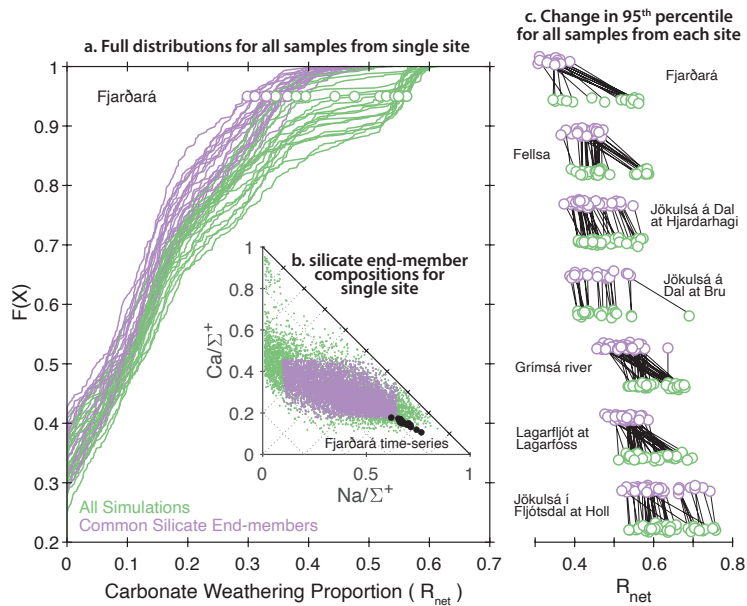 a. Full distributions for all samples from single site
1
0.9
0.8
0.7
0.6
0.5
0.4
0.3
0.2
F(X)
Fjarðará
All Simulations
Common Silicate End-members
0
0.1
0.2
0.3
0.4
0.5
0.6
0.7
Carbonate Weathering Proportion ( Rnet )
b. silicate end-member
compositions for
single site
1
0.8
0.6
0.4
0.2
0
Ca/Σ+
Fjarðará time-series
0
0.5
1
Na/Σ+
c. Change in 95th percentile
for all samples from each site
Fjarðará
Fellsa
Jökulsá á Dal
at Hjardarhagi
Jökulsá á
Dal at Bru
Grímsá river
Lagarfljót at
Lagarfóss
Jökulsá í
Fljótsdal at Holl
0.4
0.6
0.8
Rnet